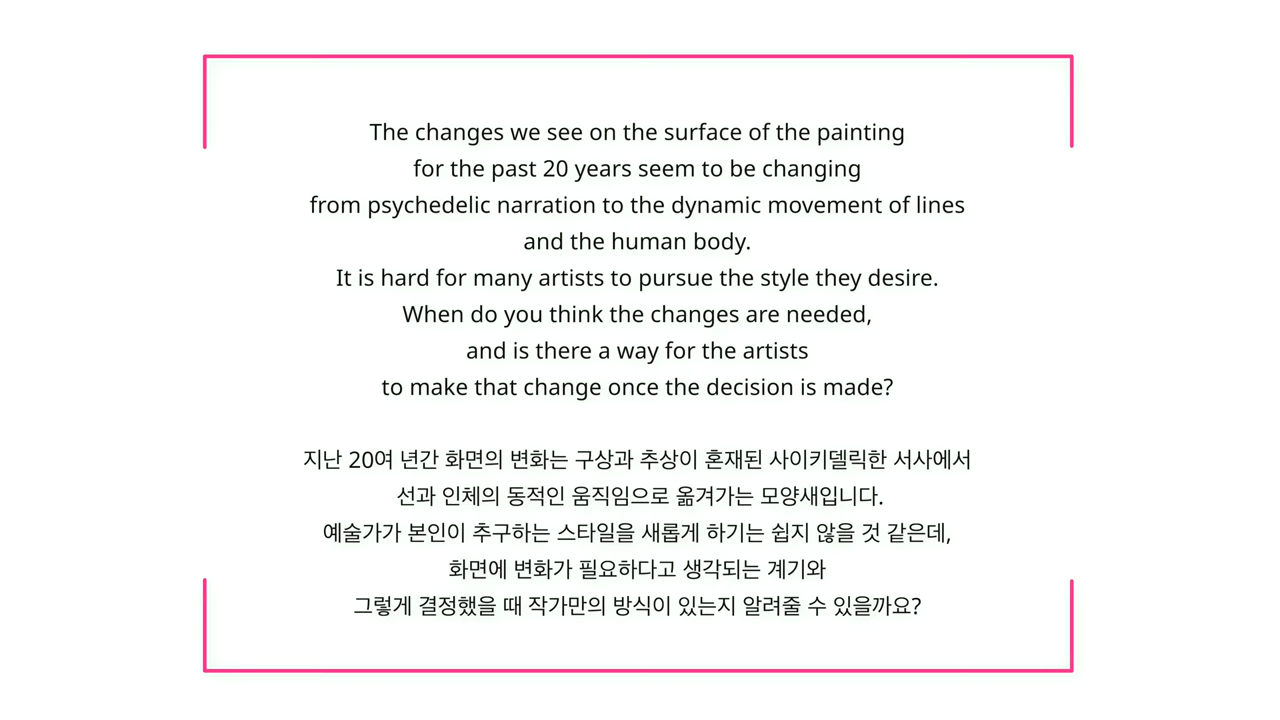 The changes we see on the surface of the painting
for the past 20 years seem to be changing
from psychedelic narration to the dynamic movement of lines
and the human body.
It is hard for many artists to pursue the style they desire.
When do you think the changes are needed,
and is there a way for the artists
to make that change once the decision is made?
지난 20여 년간 화면의 변화는 구상과 추상이 혼재된 사이키델릭한 서사에서
선과 인체의 동적인 움직임으로 옮겨가는 모양새입니다.
예술가가 본인이 추구하는 스타일을 새롭게 하기는 쉽지 않을 것 같은데,
화면에 변화가 필요하다고 생각되는 계기와
그렇게 결정했을 때 작가만의 방식이 있는지 알려줄 수 있을까요?